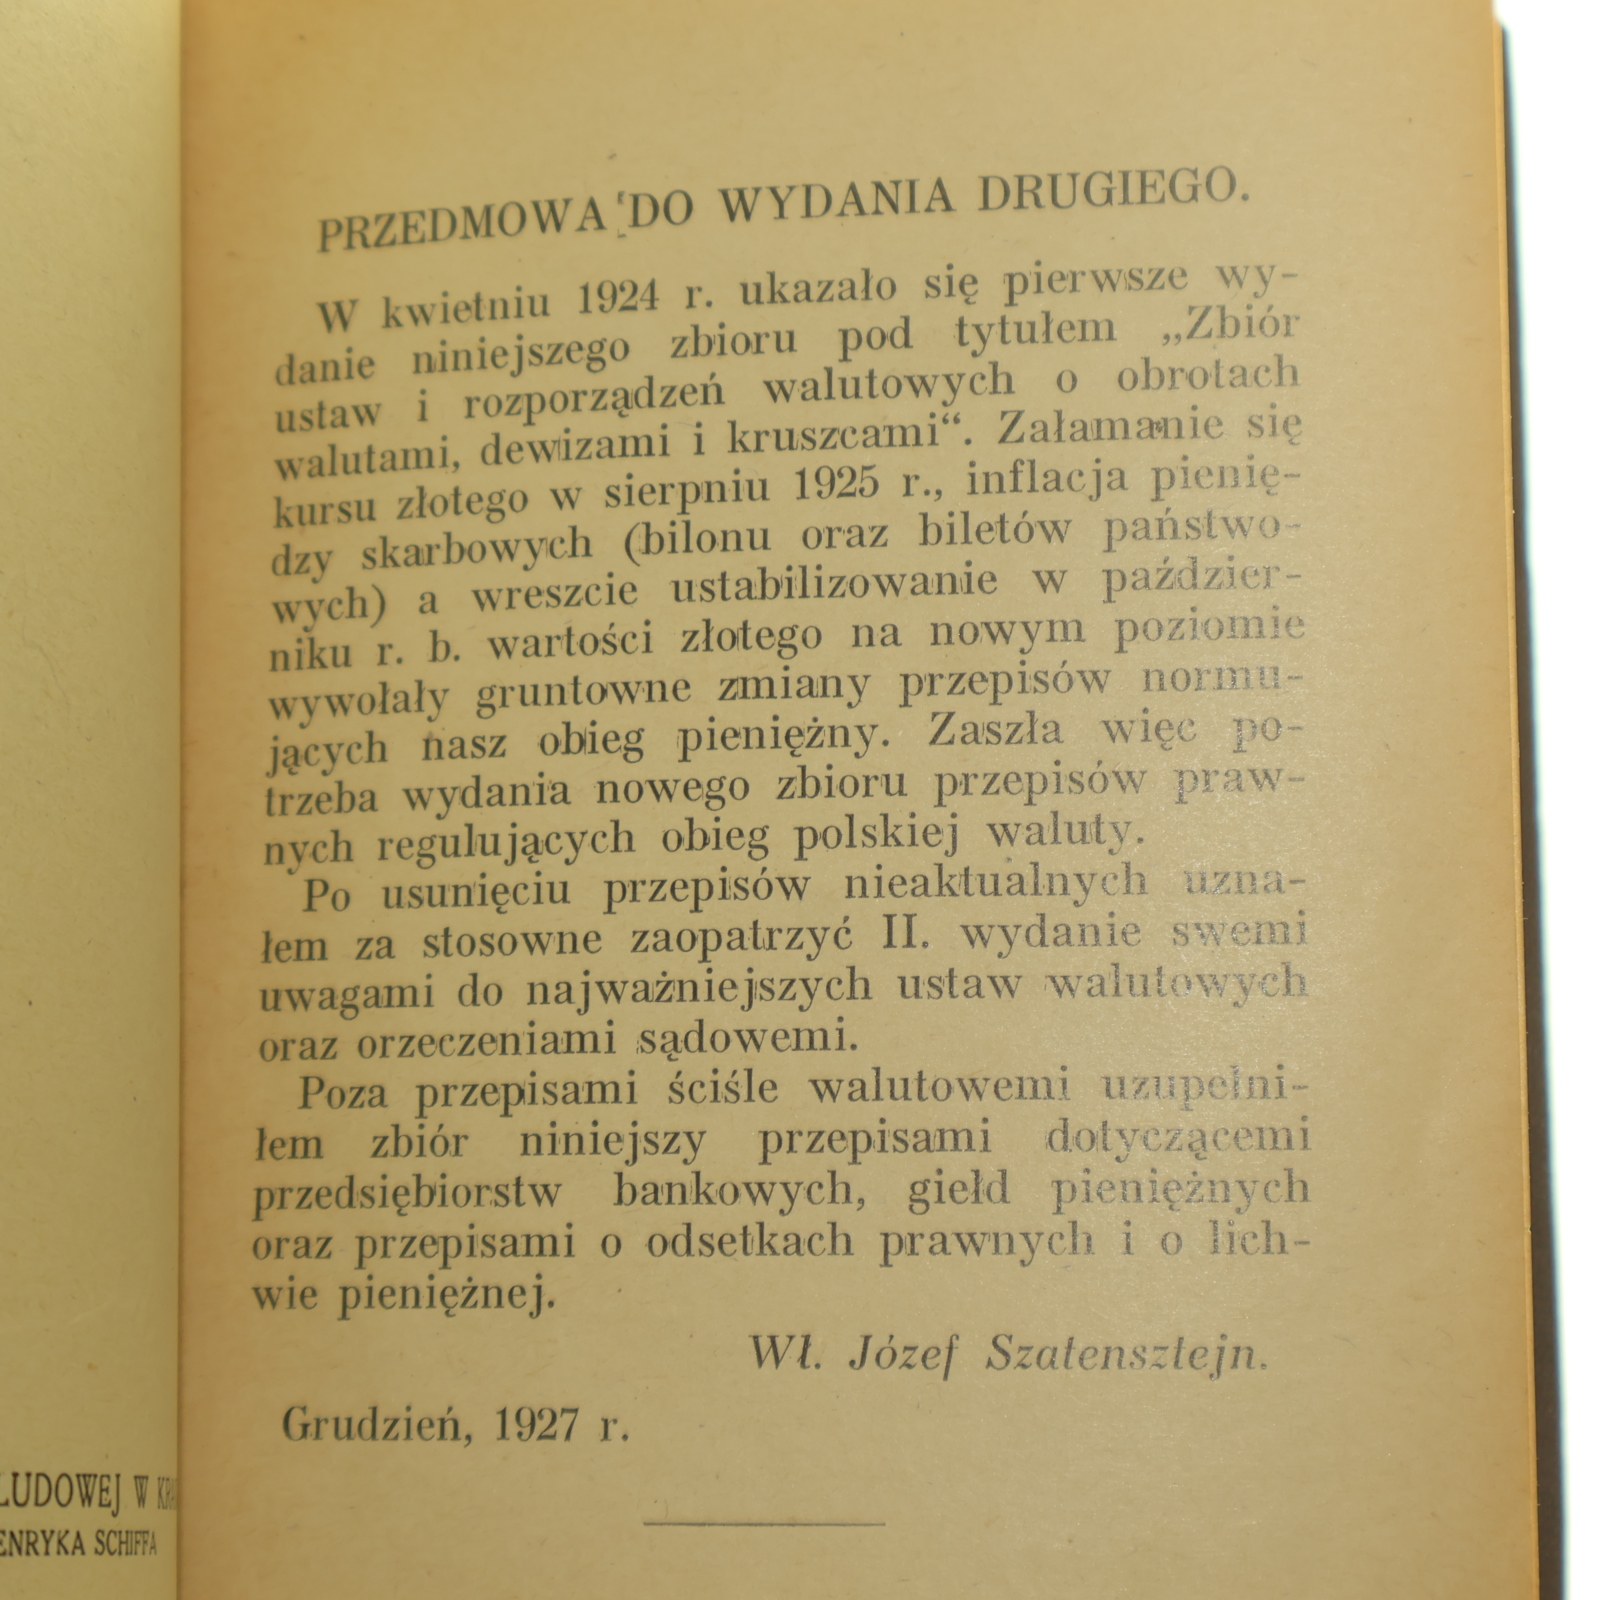 PRZEDMOWA DO WYDANIA DRUGIEGO.
W kwietniu 1924 r. ukazało się pierwsze wy-
danie niniejszego zbioru pod tytułem „Zbiór
ustaw i rozporządzeń walutowych o obrotach
walutami, dewizami i kruszcami“. Załamanie się
kursu złotego w sierpniu 1925 r., inflacja pienię-
dzy skarbowych (bilonu oraz biletów państwo-
wych) a wreszcie ustabilizowanie w paździer-
niku r. b. wartości złotego na nowym poziomie
wywołały gruntowne zmiany przepisów normu-
jących nasz obieg pieniężny. Zaszła więc po-
trzeba wydania nowego zbioru przepisów praw-
nych regulujących obieg polskiej waluty.
Po usunięciu przepisów nieaktualnych uzna-
łem za stosowne zaopatrzyć II. wydanie swemi
uwagami do najważniejszych ustaw walutowych
oraz orzeczeniami sądowemi.
Poza przepisami ściśle walutowemi uzupełni-
łem zbiór niniejszy przepisami dotyczącemi
przedsiębiorstw bankowych, giełd pieniężnych
oraz przepisami o odsetkach prawnych i o lich-
wie pieniężnej.
Wł. Józef Szatensztejn.
Grudzień, 1927 r.
LUDOWEJ W
ENRYKA SCHIFFA